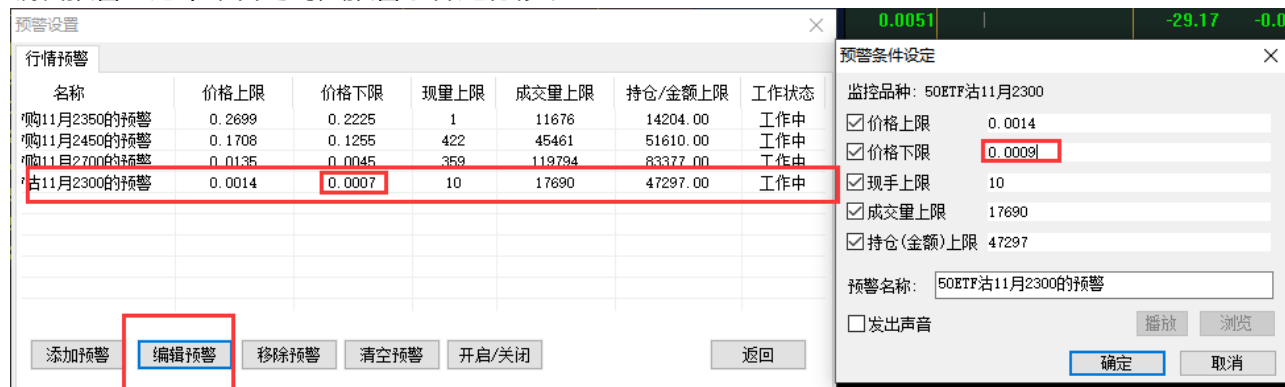 预警设置
行情预警
名称 价格上限 价格下限 现量上限 成交量上限 持仓/金额上限 工作状态
购11月2350的预警 0.2699 0.2225 1 11676 14204.00 工作中
购11月2450的预警 0.1708 0.1255 422 45461 51610.00 工作中
购11月2700的预警 0.0135 0.0045 359 119794 83377.00 工作中
沽11月2300的预警 0.0014 0.0007 10 17690 47297.00 工作中
添加预警 编辑预警 移除预警 清空预警 开启/关闭 返回
0.0051 -29.17 -0.0
预警条件设定
监控品种: 50ETF沽11月2300
价格上限 0.0014
价格下限 0.0009
现手上限 10
成交量上限 17690
持仓(金额)上限 47297
预警名称: 50ETF沽11月2300的预警
发出声音 播放 浏览
确定 取消